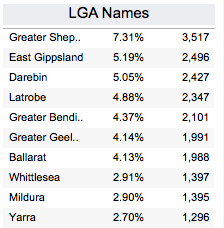 LGA Names
Greater Shep.. 7.31% 3,517
East Gippsland 5.19% 2,496
Darebin 5.05% 2,427
Latrobe 4.88% 2,347
Greater Bendi.. 4.37% 2,101
Greater Geel.. 4.14% 1,991
Ballarat 4.13% 1,988
Whittlesea 2.91% 1,397
Mildura 2.90% 1,395
Yarra 2.70% 1,296